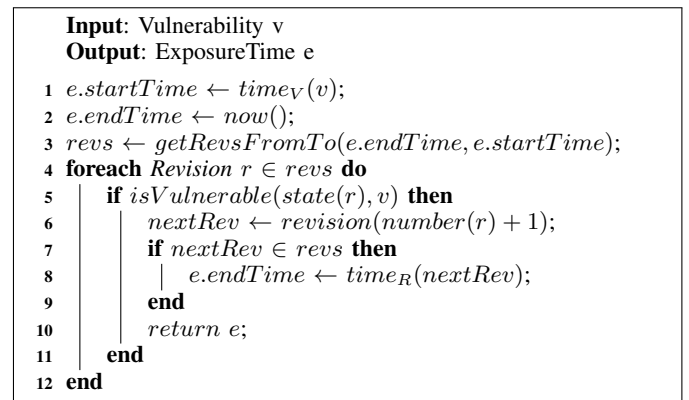 Input: Vulnerability v
Output: ExposureTime e
1 e.startTime ← time_V(v);
2 e.endTime ← now();
3 revs ← getRevsFromTo(e.endTime, e.startTime);
4 foreach Revision r ∈ revs do
5 if isVulnerable(state(r), v) then
6 nextRev ← revision(number(r) + 1);
7 if nextRev ∈ revs then
8 e.endTime ← time_R(nextRev);
9 end
10 return e;
11 end
12 end